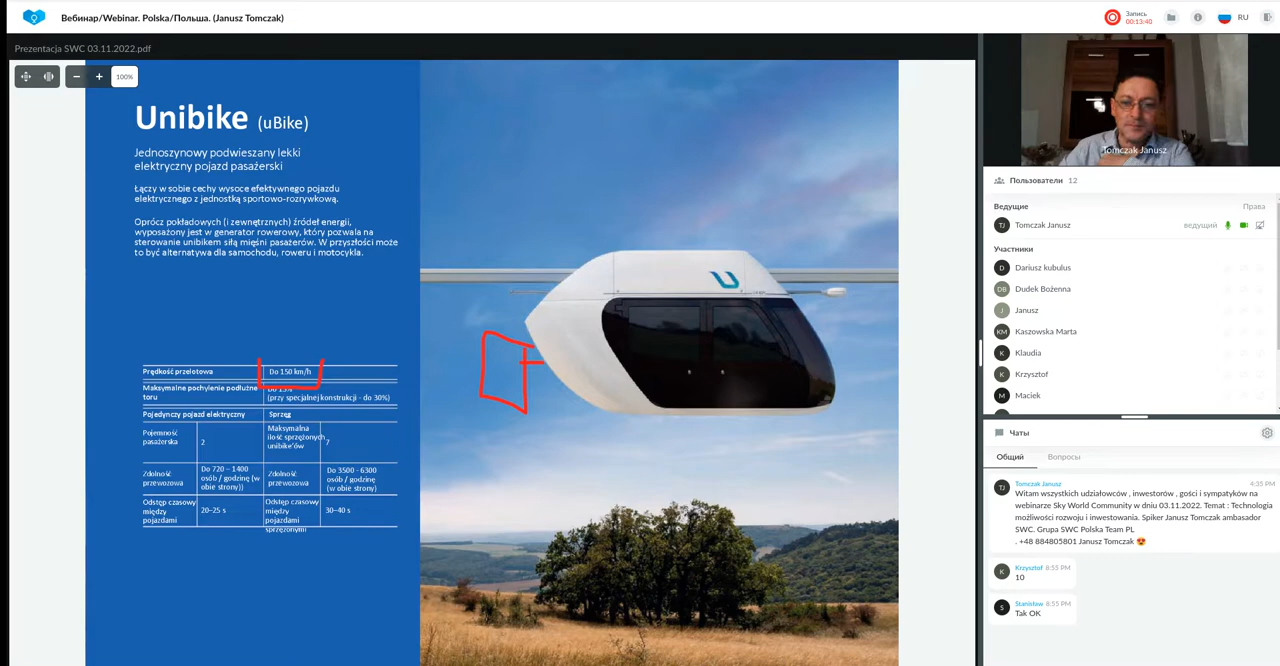 Вебинар/Webinar. Polska/Польша. (Janusz Tomczak)
Запись
00:13:40
RU
Prezentacja SWC 03.11.2022.pdf
100%
Unibike (uBike)
Jednoszynowy podwieszany lekki
elektryczny pojazd pasażerski
Łączy w sobie cechy wysoce efektywnego pojazdu
elektrycznego z jednostką sportowo-rozrywkową.
Oprócz pokładowych (i zewnętrznych) źródeł energii,
wyposażony jest w generator rowerowy, który pozwala na
sterowanie unibikem siłą mięśni pasażerów. W przyszłości może
to być alternatywa dla samochodu, roweru i motocykla.
Prędkość przelotowa
Do 150 km/h
Maksymalne pochylenie podłużne
toru
Do 15%
(przy specjalnej konstrukcji - do 30%)
Pojedynczy pojazd elektryczny
Sprzęg
Pojemność
pasażerska
2
Maksymalna
ilość sprzężonych
unibike'ów
7
Zdolność
przewozowa
Do 720 – 1400
osób / godzinę (w
obie strony))
Zdolność
przewozowa
Do 3500 - 6300
osób / godzinę
(w obie strony)
Odstęp czasowy
między
pojazdami
20–25 s
Odstęp czasowy
między
pojazdami
sprzężonymi
30–40 s
Tomczak Janusz
Пользователи 12
Ведущие
Права
TJ Tomczak Janusz ведущий
Участники
D Dariusz kubulus
DB Dudek Bożenna
J Janusz
KM Kaszowska Marta
K Klaudia
K Krzysztof
M Maciek
Чаты
Общий
Вопросы
TJ Tomczak Janusz 4:35 PM
Witam wszystkich udziałowców , inwestorów , gości i sympatyków na
webinarze Sky World Community w dniu 03.11.2022. Temat : Technologia
możliwości rozwoju i inwestowania. Spiker Janusz Tomczak ambasador
SWC. Grupa SWC Polska Team PL
. +48 884805801 Janusz Tomczak 😍
K Krzysztof 8:55 PM
10
S Stanisław 8:55 PM
Tak OK